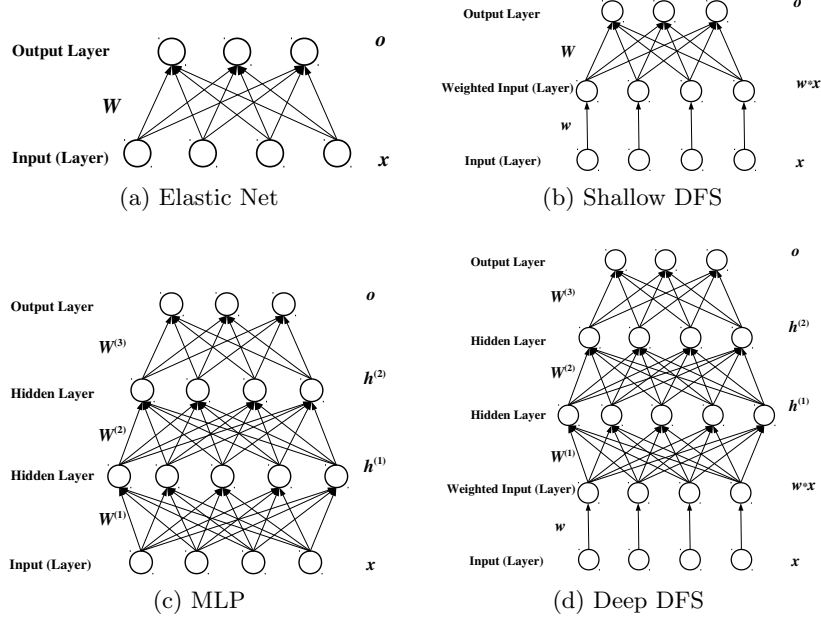 Output Layer o
W
Input (Layer) x
(a) Elastic Net
Output Layer o
W
Weighted Input (Layer) w*x
w
Input (Layer) x
(b) Shallow DFS
Output Layer o
W(3)
Hidden Layer h(2)
W(2)
Hidden Layer h(1)
W(1)
Input (Layer) x
(c) MLP
Output Layer o
W(3)
Hidden Layer h(2)
W(2)
Hidden Layer h(1)
W(1)
Weighted Input (Layer) w*x
w
Input (Layer) x
(d) Deep DFS